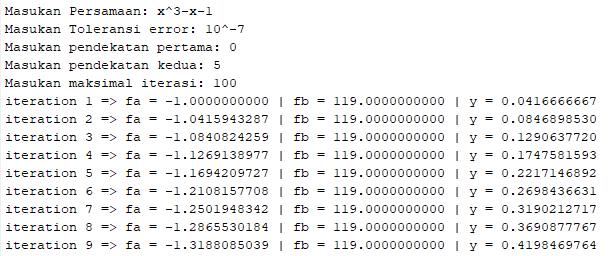 Masukan Persamaan: x^3-x-1
Masukan Toleransi error: 10^-7
Masukan pendekatan pertama: 0
Masukan pendekatan kedua: 5
Masukan maksimal iterasi: 100
iteration 1 => fa = -1.0000000000 | fb = 119.0000000000 | y = 0.0416666667
iteration 2 => fa = -1.0415943287 | fb = 119.0000000000 | y = 0.0846898530
iteration 3 => fa = -1.0840824259 | fb = 119.0000000000 | y = 0.1290637720
iteration 4 => fa = -1.1269138977 | fb = 119.0000000000 | y = 0.1747581593
iteration 5 => fa = -1.1694209727 | fb = 119.0000000000 | y = 0.2217146892
iteration 6 => fa = -1.2108157708 | fb = 119.0000000000 | y = 0.2698436631
iteration 7 => fa = -1.2501948342 | fb = 119.0000000000 | y = 0.3190212717
iteration 8 => fa = -1.2865530184 | fb = 119.0000000000 | y = 0.3690877767
iteration 9 => fa = -1.3188085039 | fb = 119.0000000000 | y = 0.4198469764